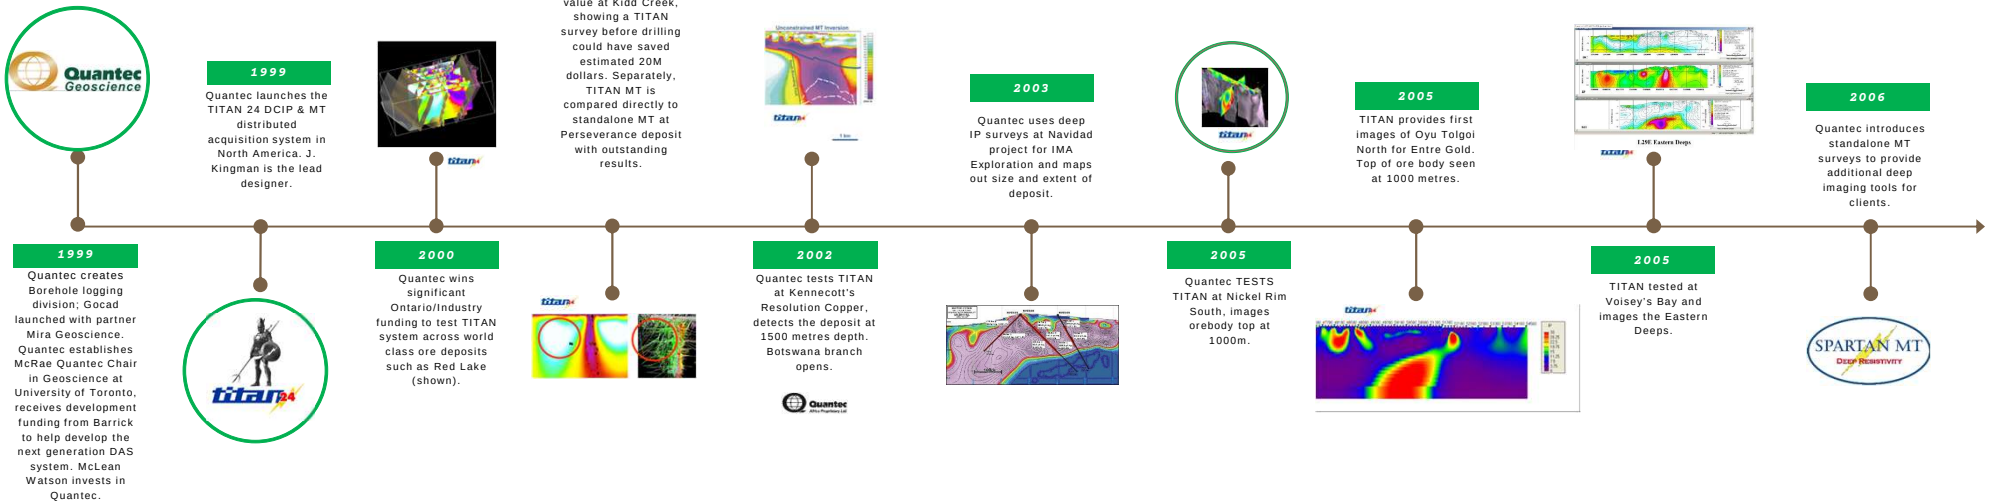 Quantec
Geoscience
1999
Quantec creates
Borehole logging
division; Gocad
launched with partner
Mira Geoscience.
Quantec establishes
McRae Quantec Chair
in Geoscience at
University of Toronto,
receives development
funding from Barrick
to help develop the
next generation DAS
system. McLean
Watson invests in
Quantec.
1999
Quantec launches the
TITAN 24 DCIP & MT
distributed
acquisition system in
North America. J.
Kingman is the lead
designer.
titan24
titan24
2000
Quantec wins
significant
Ontario/Industry
funding to test TITAN
system across world
class ore deposits
such as Red Lake
(shown).
value at Kidd Creek,
showing a TITAN
survey before drilling
could have saved
estimated 20M
dollars. Separately,
TITAN MT is
compared directly to
standalone MT at
Perseverance deposit
with outstanding
results.
titan24
Unconstrained MT Inversion
titan24
1 km
2002
Quantec tests TITAN
at Kennecott's
Resolution Copper,
detects the deposit at
1500 metres depth.
Botswana branch
opens.
Quantec
Africa Proprietary Ltd
2003
Quantec uses deep
IP surveys at Navidad
project for IMA
Exploration and maps
out size and extent of
deposit.
titan24
2005
Quantec TESTS
TITAN at Nickel Rim
South, images
orebody top at
1000m.
2005
TITAN provides first
images of Oyu Tolgoi
North for Entre Gold.
Top of ore body seen
at 1000 metres.
titan24
L29E Eastern Deeps
titan24
2005
TITAN tested at
Voisey's Bay and
images the Eastern
Deeps.
2006
Quantec introduces
standalone MT
surveys to provide
additional deep
imaging tools for
clients.
SPARTAN MT
DEEP RESISTIVITY